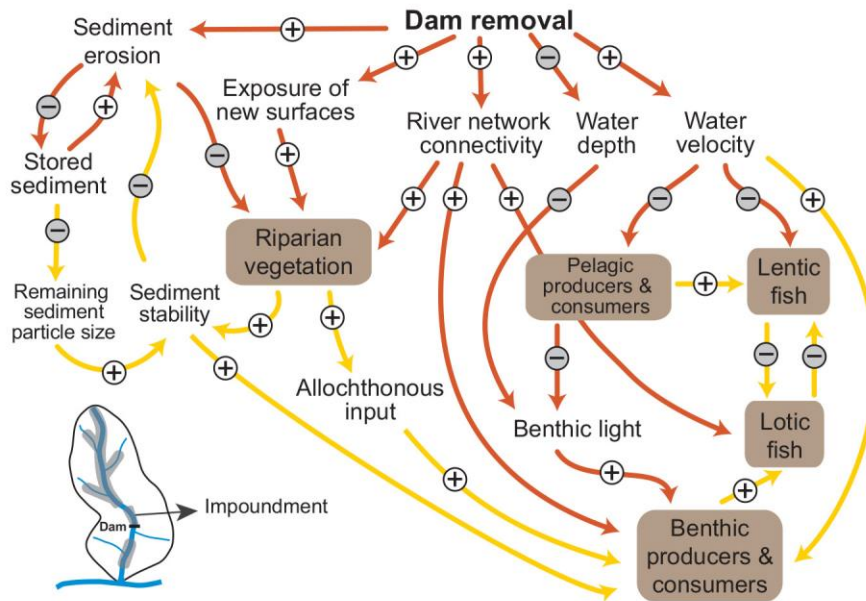 Dam removal
Sediment
erosion
Exposure of
new surfaces
River network
connectivity
Water
depth
Water
velocity
Stored
sediment
Riparian
vegetation
Pelagic
producers &
consumers
Lentic
fish
Remaining
sediment
particle size
Sediment
stability
Allochthonous
input
Benthic light
Lotic
fish
Impoundment
Dam
Benthic
producers &
consumers